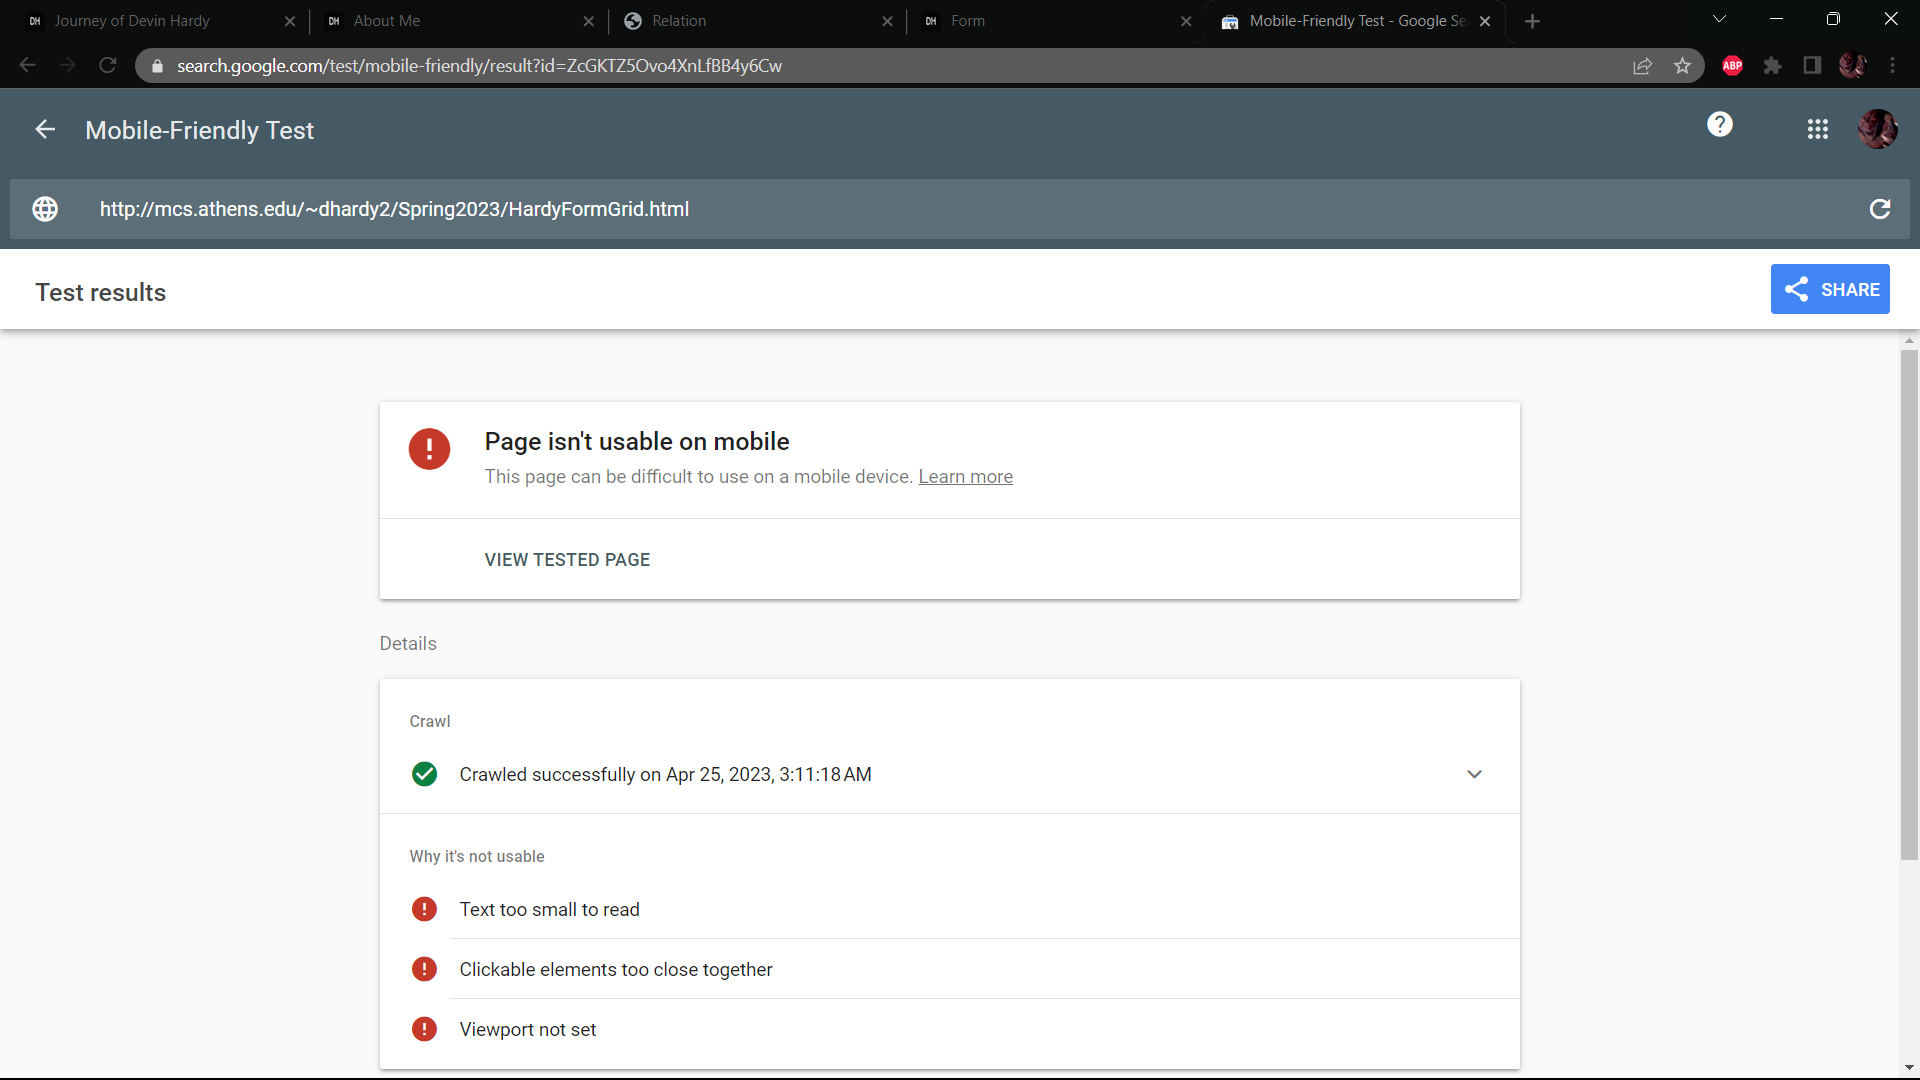 DH Journey of Devin Hardy
DH About Me
Relation
DH Form
Mobile-Friendly Test - Google Se
search.google.com/test/mobile-friendly/result?id=ZcGKTZ5Ovo4XnLfBB4y6Cw
ABP
Mobile-Friendly Test
http://mcs.athens.edu/~dhardy2/Spring2023/HardyFormGrid.html
Test results
SHARE
Page isn't usable on mobile
This page can be difficult to use on a mobile device. Learn more
VIEW TESTED PAGE
Details
Crawl
Crawled successfully on Apr 25, 2023, 3:11:18 AM
Why it's not usable
Text too small to read
Clickable elements too close together
Viewport not set